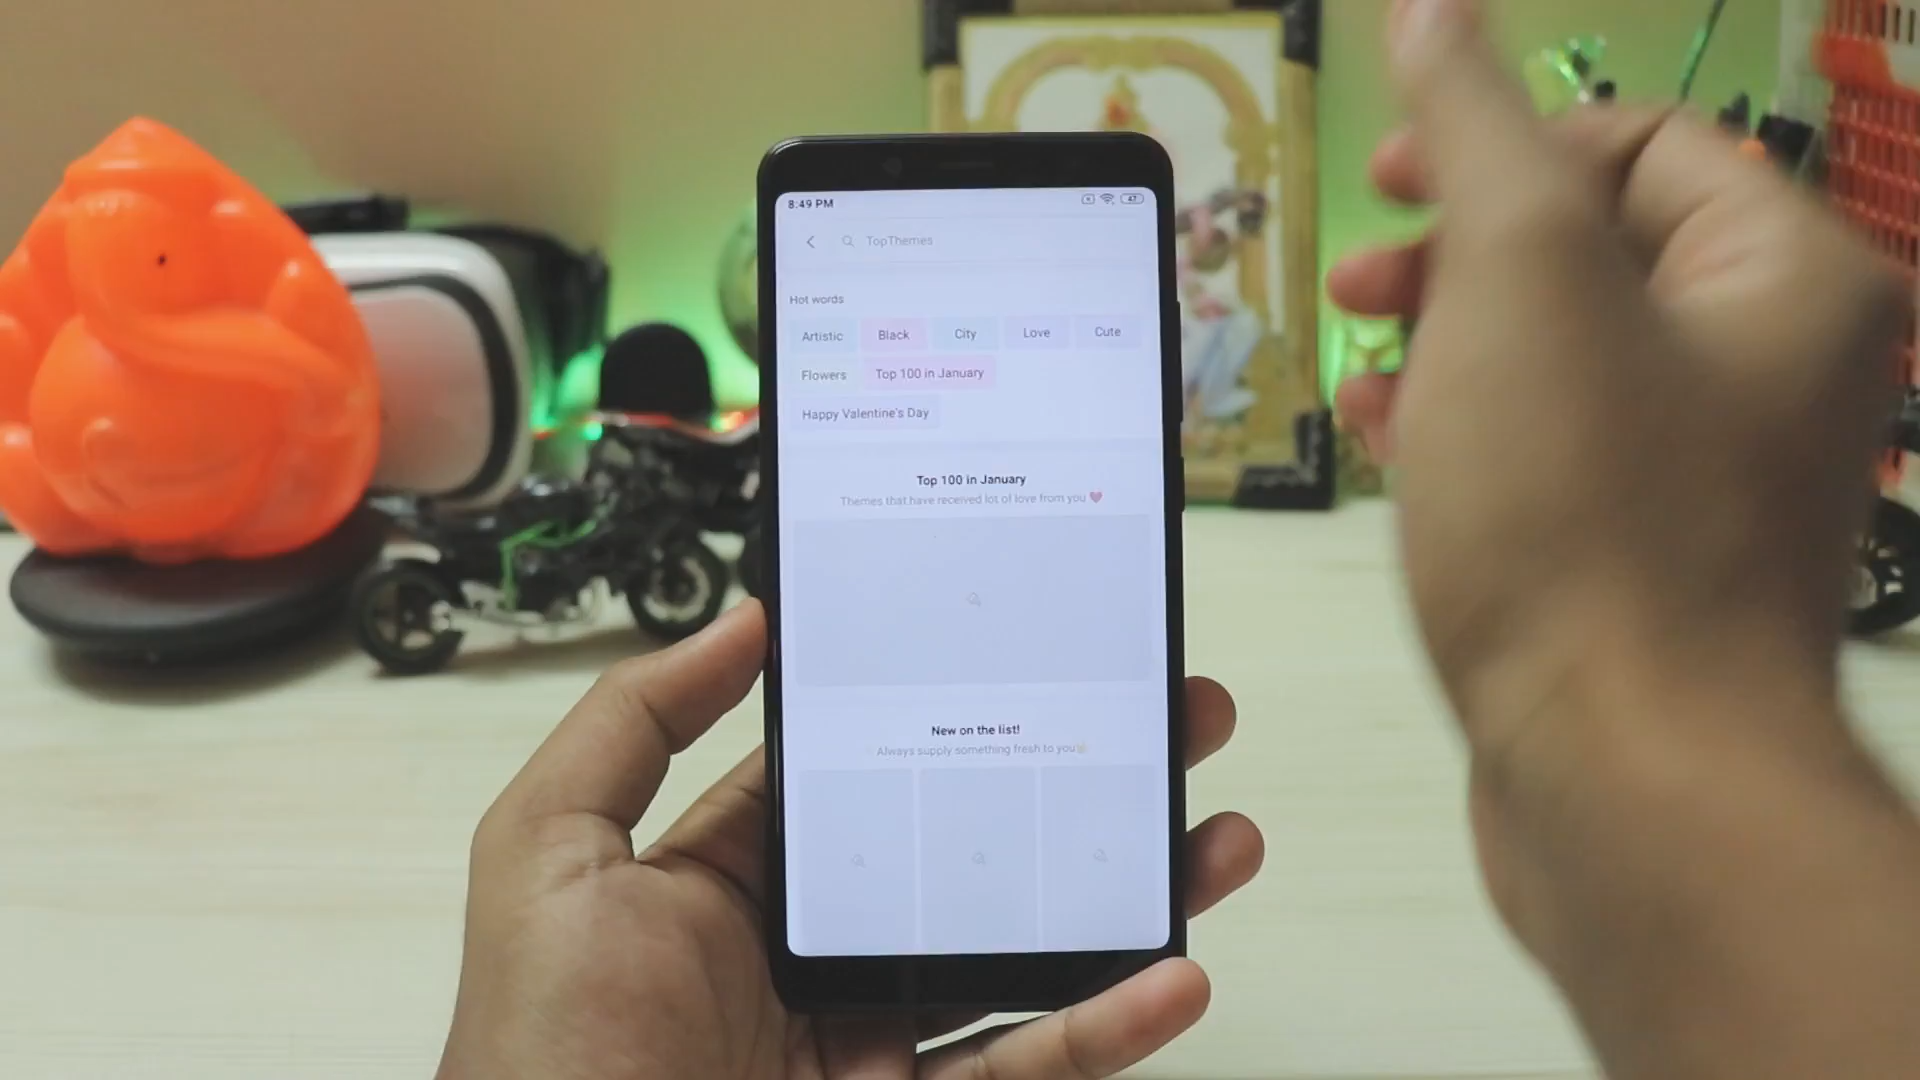 8:49 PM 47
TopThemes
Hot words
Artistic Black City Love Cute
Flowers Top 100 in January
Happy Valentine's Day
Top 100 in January
Themes that have received lot of love from you ❤
New on the list!
Always supply something fresh to you